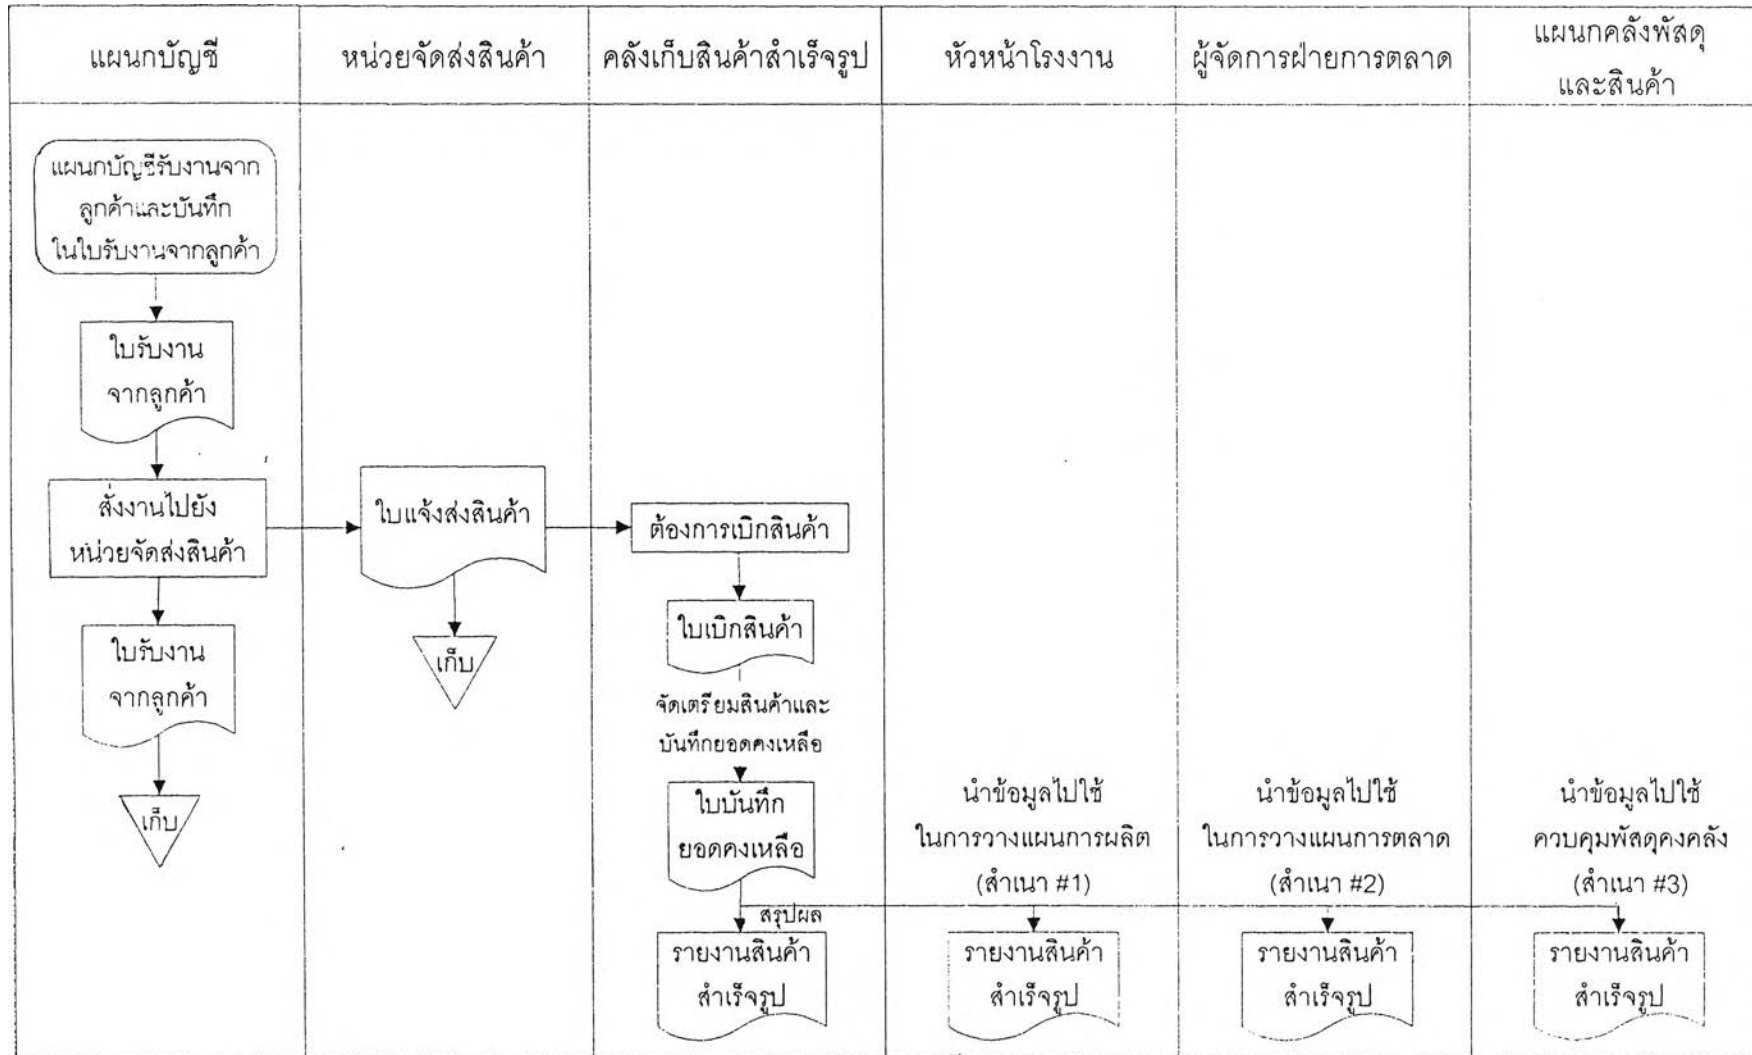 แผนกบัญชี
หน่วยจัดส่งสินค้า
คลังเก็บสินค้าสำเร็จรูป
หัวหน้าโรงงาน
ผู้จัดการฝ่ายการตลาด
แผนกคลังพัสดุ
และสินค้า
แผนกบัญชีรับงานจาก
ลูกค้าและบันทึก
ในใบรับงานจากลูกค้า
ใบรับงาน
จากลูกค้า
สั่งงานไปยัง
หน่วยจัดส่งสินค้า
ใบรับงาน
จากลูกค้า
เก็บ
ใบแจ้งส่งสินค้า
เก็บ
ต้องการเบิกสินค้า
ใบเบิกสินค้า
จัดเตรียมสินค้าและ
บันทึกยอดคงเหลือ
ใบบันทึก
ยอดคงเหลือ
สรุปผล
รายงานสินค้า
สำเร็จรูป
นำข้อมูลไปใช้
ในการวางแผนการผลิต
(สำเนา #1)
รายงานสินค้า
สำเร็จรูป
นำข้อมูลไปใช้
ในการวางแผนการตลาด
(สำเนา #2)
รายงานสินค้า
สำเร็จรูป
นำข้อมูลไปใช้
ควบคุมพัสดุคงคลัง
(สำเนา #3)
รายงานสินค้า
สำเร็จรูป